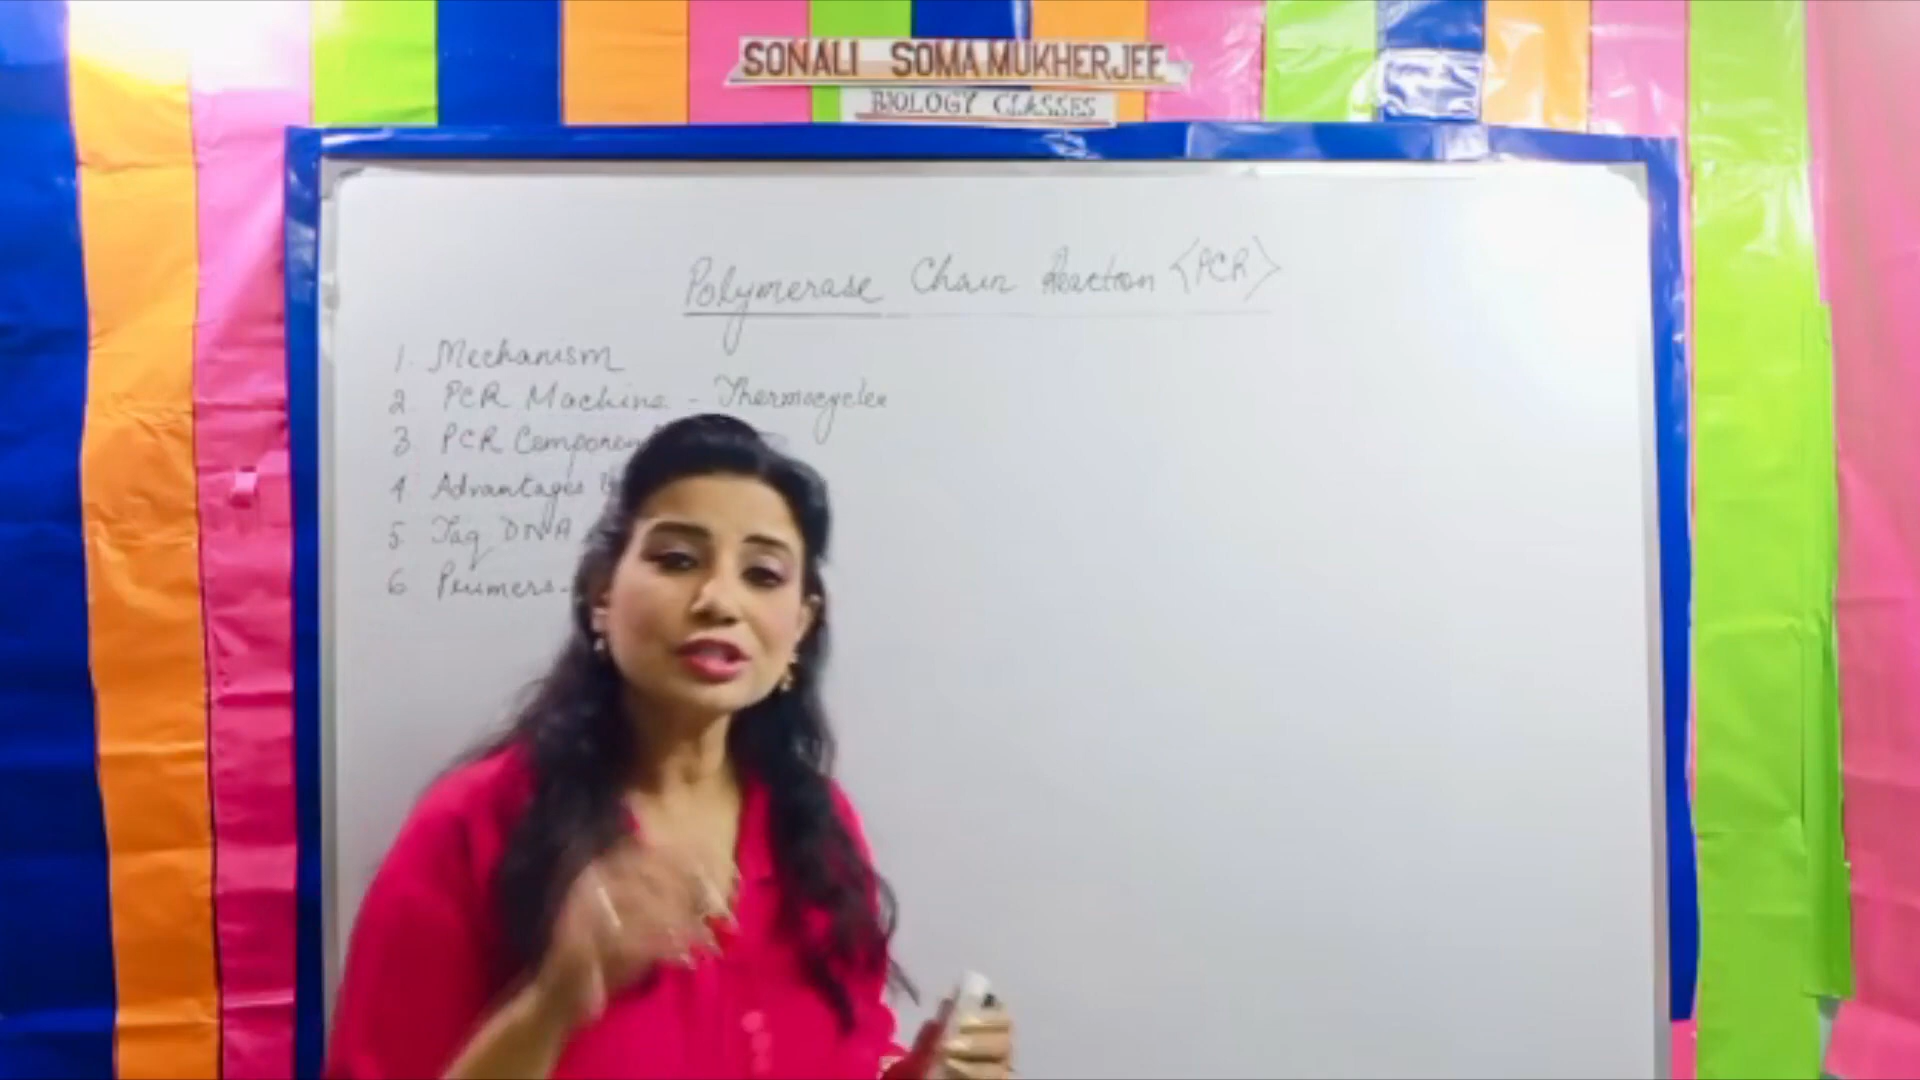 SONALI SOMA MUKHERJEE
BIOLOGY CLASSES
Polymerase Chain Reaction <PCR>
1. Mechanism
2 PCR Machine - Thermocycler
3 PCR
4. Advantages
5 Taq DNA
6 Primers-